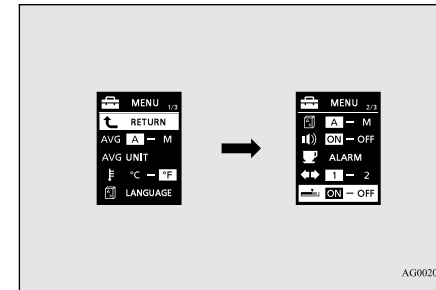 MENU 1/3
RETURN
AVG A — M
AVG UNIT
°C — °F
LANGUAGE
MENU 2/3
A — M
ON — OFF
ALARM
1 — 2
ON — OFF
AG0020